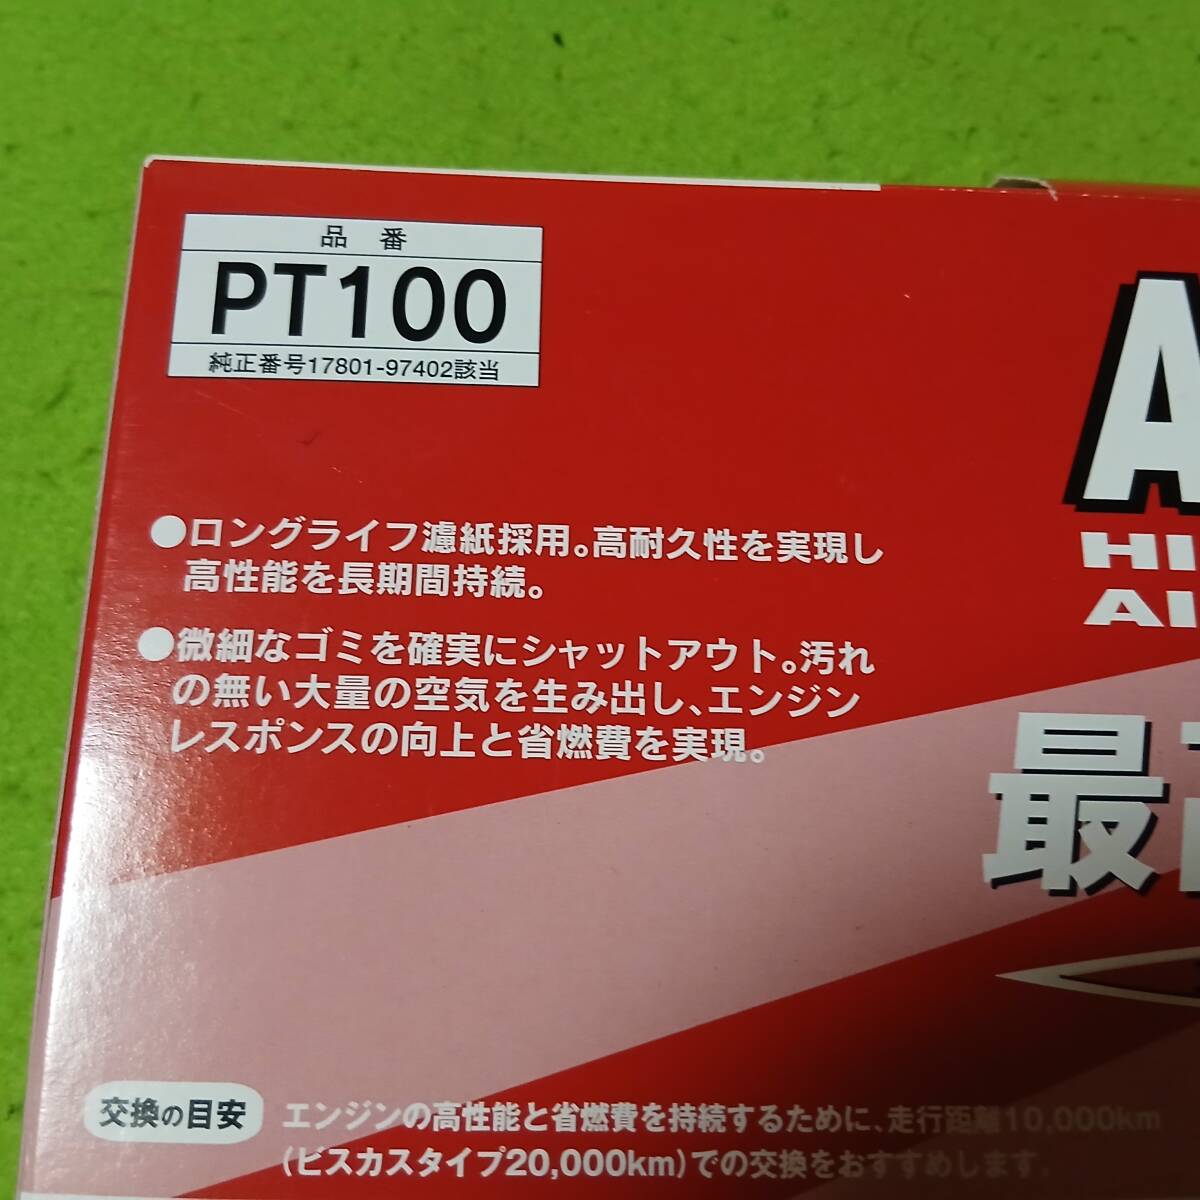 品 番
PT100
純正番号17801-97402該当
●ロングライフ濾紙採用。高耐久性を実現し
高性能を長期間持続。
●微細なゴミを確実にシャットアウト。汚れ
の無い大量の空気を生み出し、エンジン
レスポンスの向上と省燃費を実現。
A
HI
AI
最
交換の目安
エンジンの高性能と省燃費を持続するために、走行距離10,000km
(ビスカスタイプ20,000km)での交換をおすすめします。